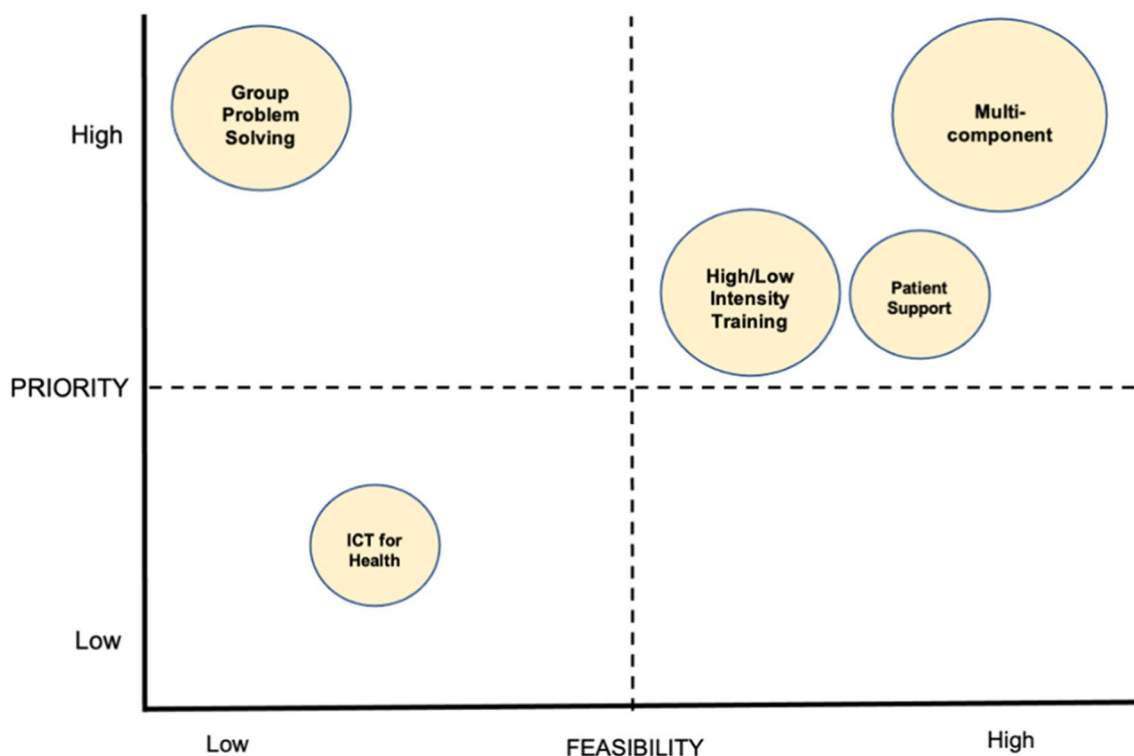 Group
Problem
Solving
Multi-
component
High
High/Low
Intensity
Training
Patient
Support
PRIORITY
ICT for
Health
Low
Low
FEASIBILITY
High